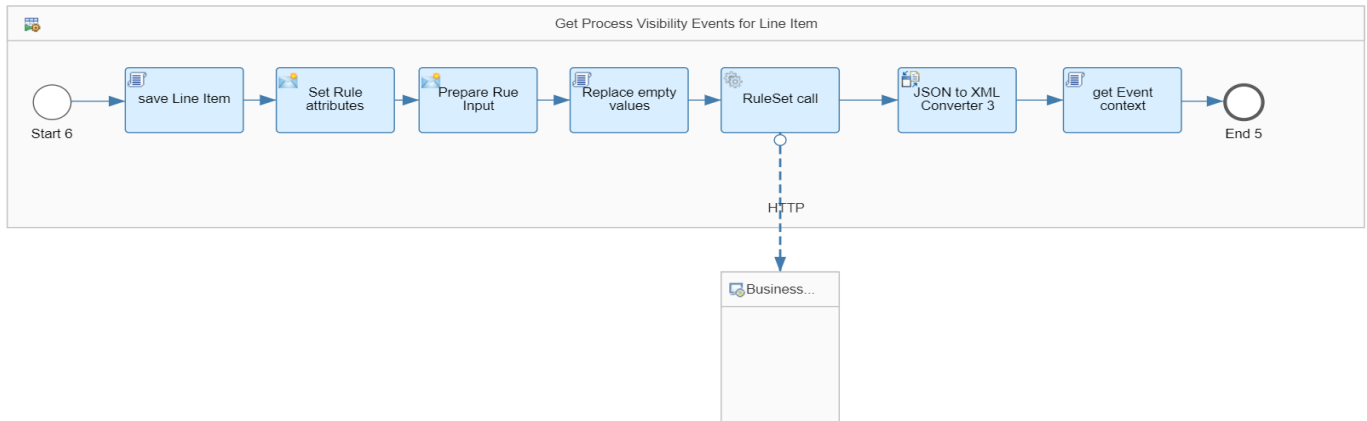 Get Process Visibility Events for Line Item
save Line Item
Set Rule
attributes
Prepare Rue
Input
Replace empty
values
RuleSet call
JSON to XML
Converter 3
get Event
context
Start 6
End 5
HTTP
Business...